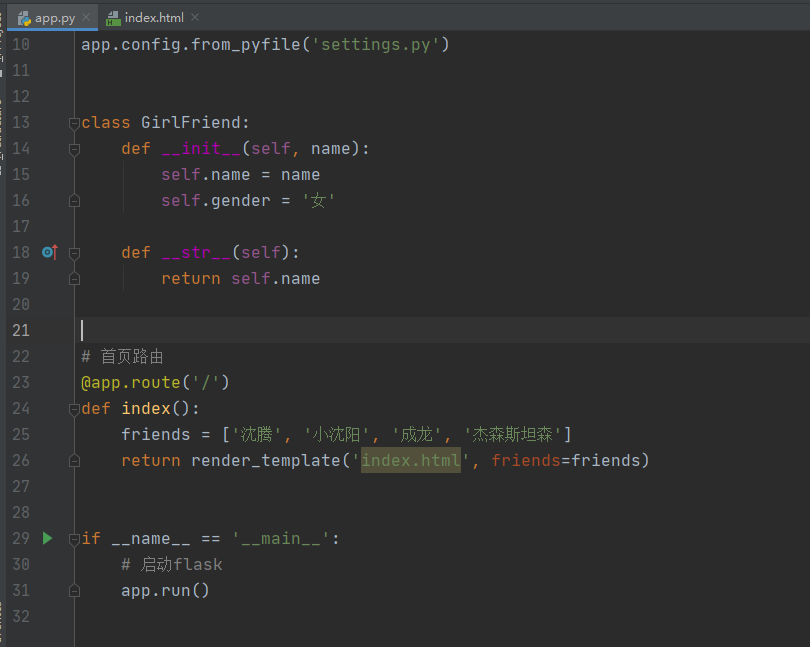 app.py
index.html
10 app.config.from_pyfile('settings.py')
11
12
13 class GirlFriend:
14     def __init__(self, name):
15         self.name = name
16         self.gender = '女'
17
18     def __str__(self):
19         return self.name
20
21
22 # 首页路由
23 @app.route('/')
24 def index():
25     friends = ['沈腾', '小沈阳', '成龙', '杰森斯坦森']
26     return render_template('index.html', friends=friends)
27
28
29 if __name__ == '__main__':
30     # 启动flask
31     app.run()
32